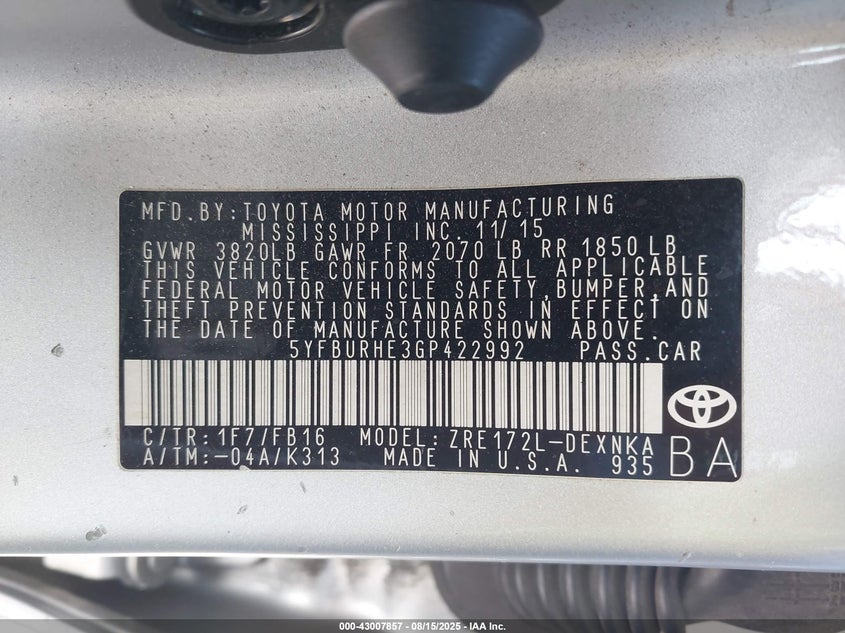 MFD.BY:TOYOTA MOTOR MANUFACTURING
MISSISSIPPI INC. 11/15
GVWR 3820LB GAWR FR 2070 LB RR 1850 LB
THIS VEHICLE CONFORMS TO ALL APPLICABLE
FEDERAL MOTOR VEHICLE SAFETY,BUMPER,AND
THEFT PREVENTION STANDARDS IN EFFECT ON
THE DATE OF MANUFACTURE SHOWN ABOVE.
5YFBURHE3GP422992 PASS.CAR
C/TR:1F7/FB16 MODEL: ZRE172L-DEXNKA
A/TM:-04A/K313 MADE IN U.S.A. 935
BA
000-43007857 - 08/15/2025 - IAA Inc.